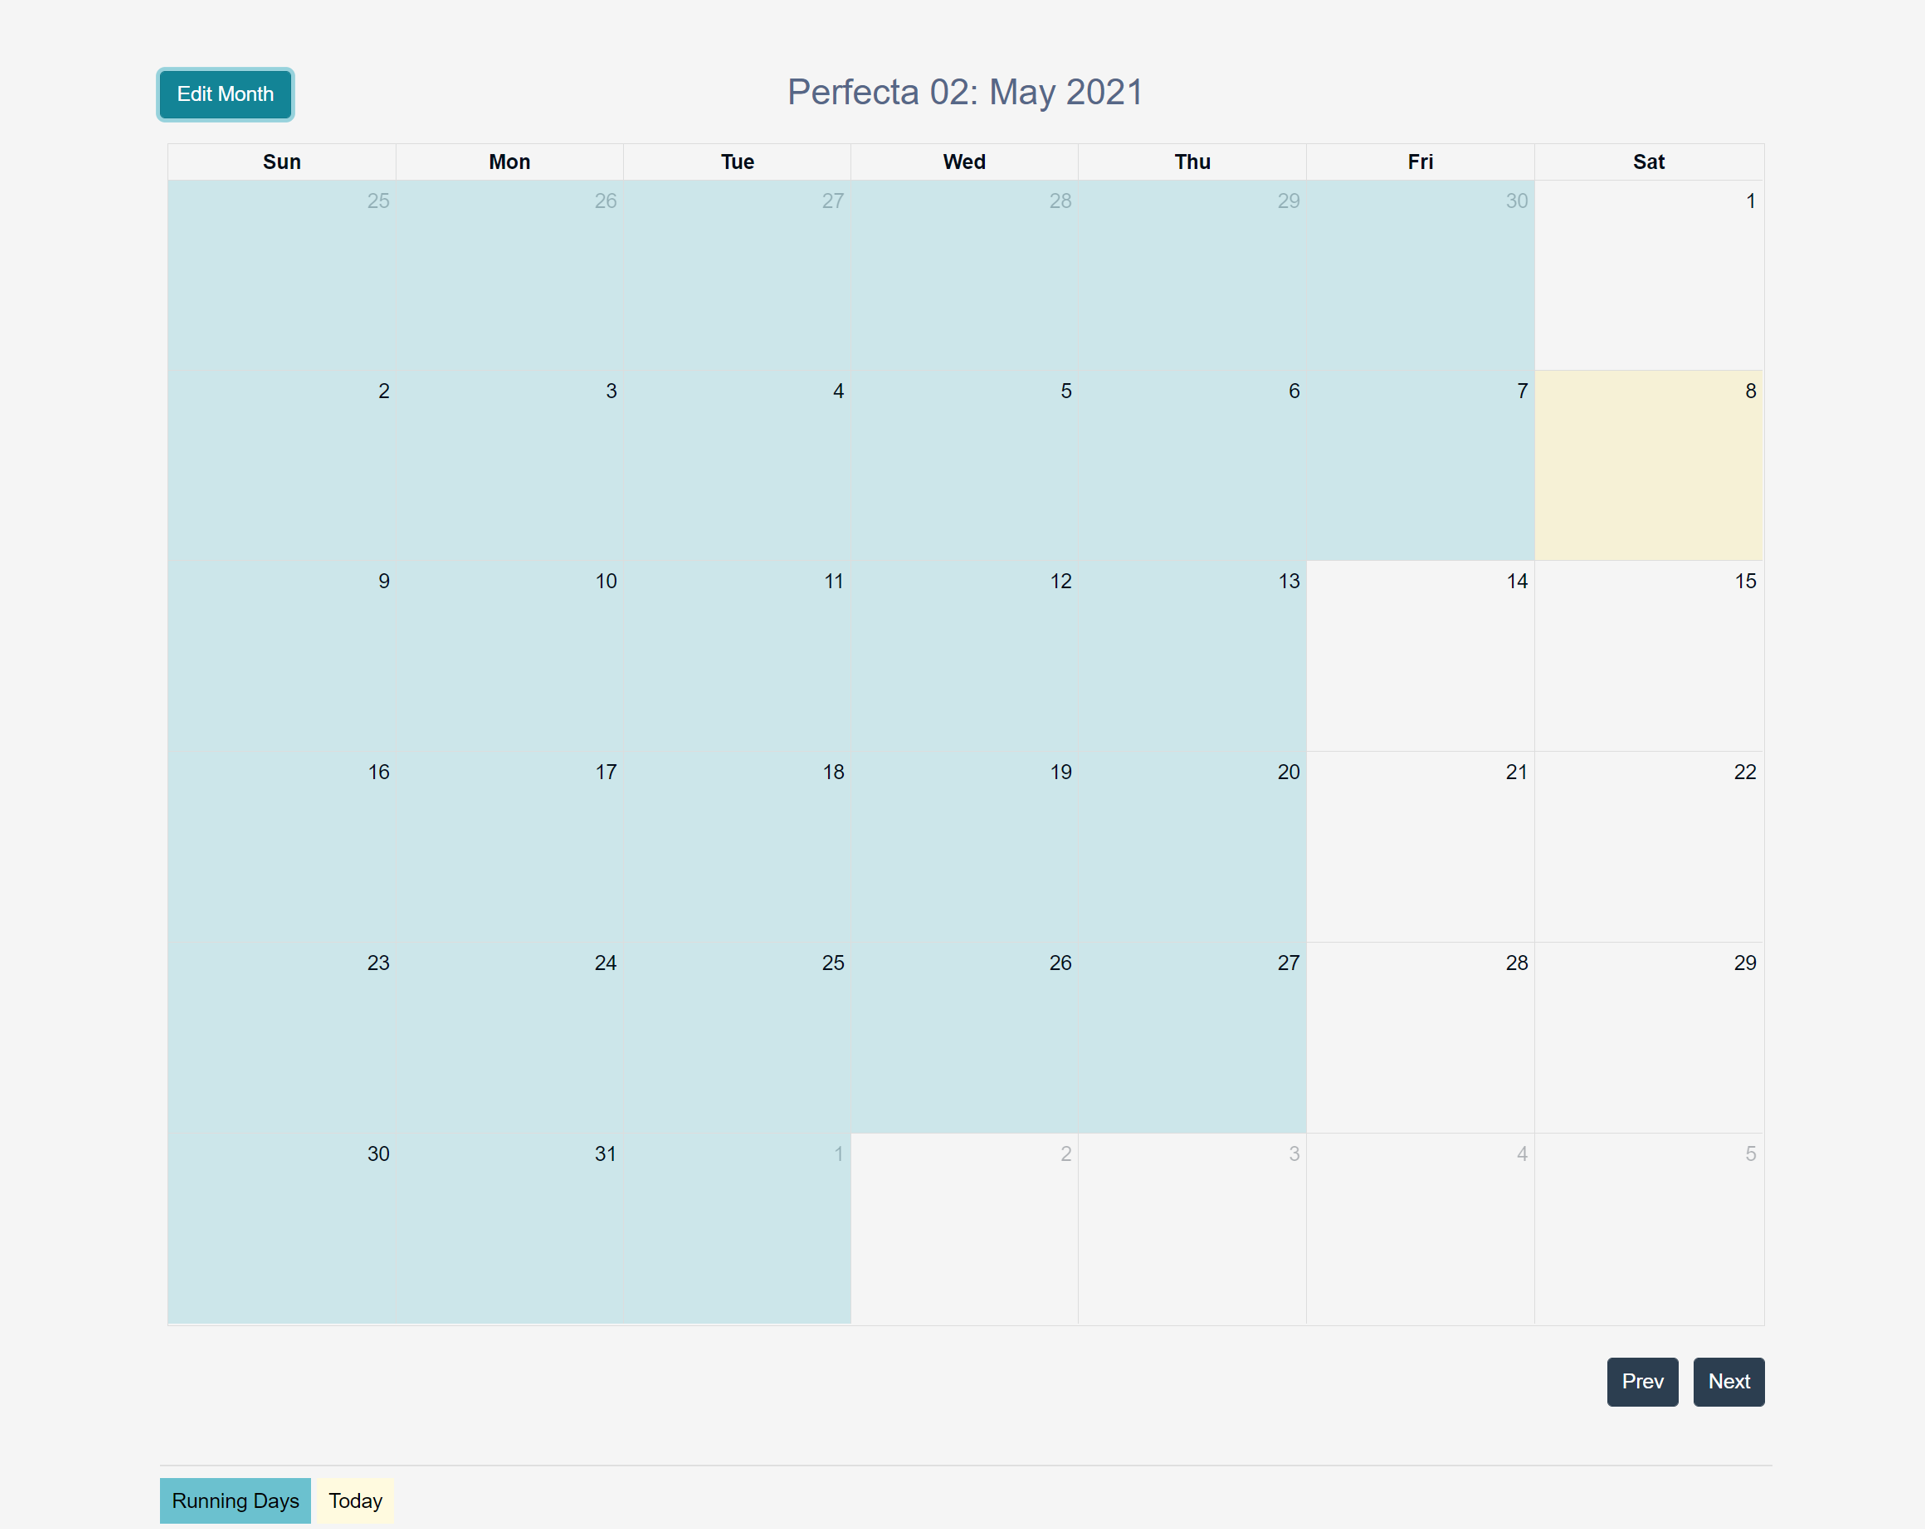 Edit Month
Perfecta 02: May 2021
Sun Mon Tue Wed Thu Fri Sat
25 26 27 28 29 30 1
2 3 4 5 6 7 8
9 10 11 12 13 14 15
16 17 18 19 20 21 22
23 24 25 26 27 28 29
30 31 1 2 3 4 5
Prev Next
Running Days Today